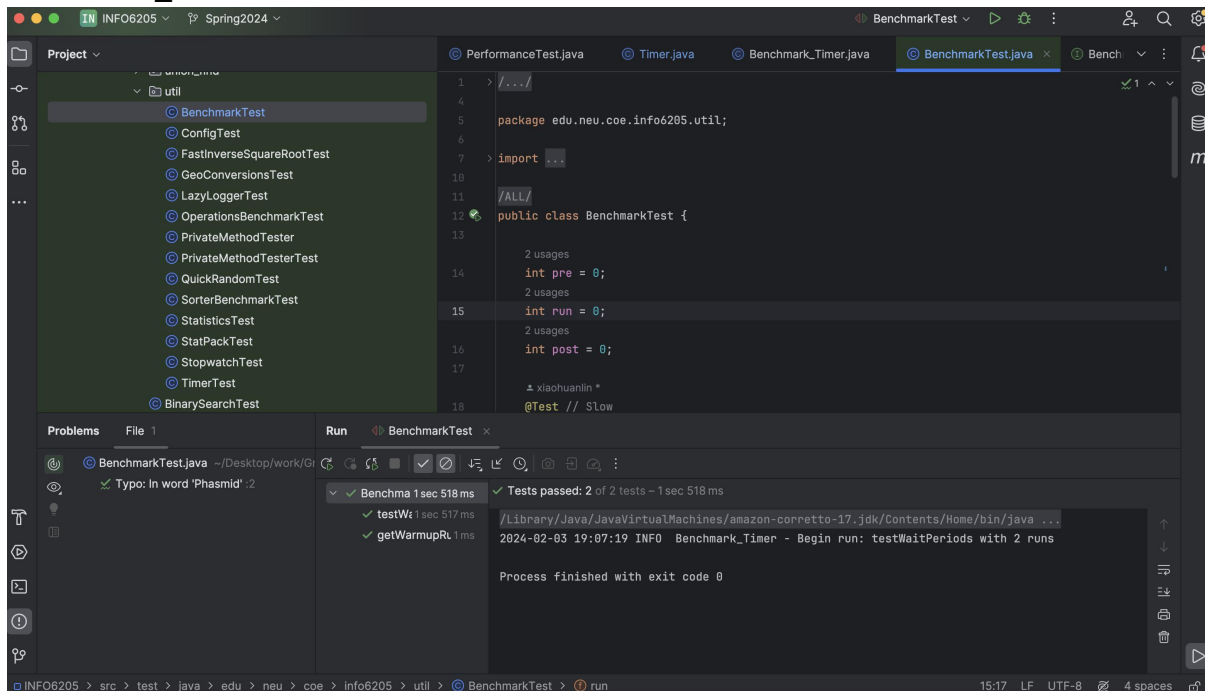 IN INFO6205 Spring2024 BenchmarkTest
Project
PerformanceTest.java Timer.java Benchmark_Timer.java BenchmarkTest.java Bench
util
BenchmarkTest
ConfigTest
FastInverseSquareRootTest
GeoConversionsTest
LazyLoggerTest
OperationsBenchmarkTest
PrivateMethodTester
PrivateMethodTesterTest
QuickRandomTest
SorterBenchmarkTest
StatisticsTest
StatPackTest
StopwatchTest
TimerTest
BinarySearchTest
1 /.../ 1
4
5 package edu.neu.coe.info6205.util;
6
7 import ...
10
11 /ALL/
12 public class BenchmarkTest {
13
2 usages
14 int pre = 0;
2 usages
15 int run = 0;
2 usages
16 int post = 0;
17
xiaohuanlin *
18 @Test // Slow
Problems File 1
BenchmarkTest.java ~/Desktop/work/Gr
Typo: In word 'Phasmid' :2
Run BenchmarkTest
Benchma 1 sec 518 ms
testWa 1 sec 517 ms
getWarmupRu 1 ms
Tests passed: 2 of 2 tests – 1 sec 518 ms
/Library/Java/JavaVirtualMachines/amazon-corretto-17.jdk/Contents/Home/bin/java ...
2024-02-03 19:07:19 INFO Benchmark_Timer - Begin run: testWaitPeriods with 2 runs
Process finished with exit code 0
INFO6205 > src > test > java > edu > neu > coe > info6205 > util > BenchmarkTest > run 15:17 LF UTF-8 4 spaces